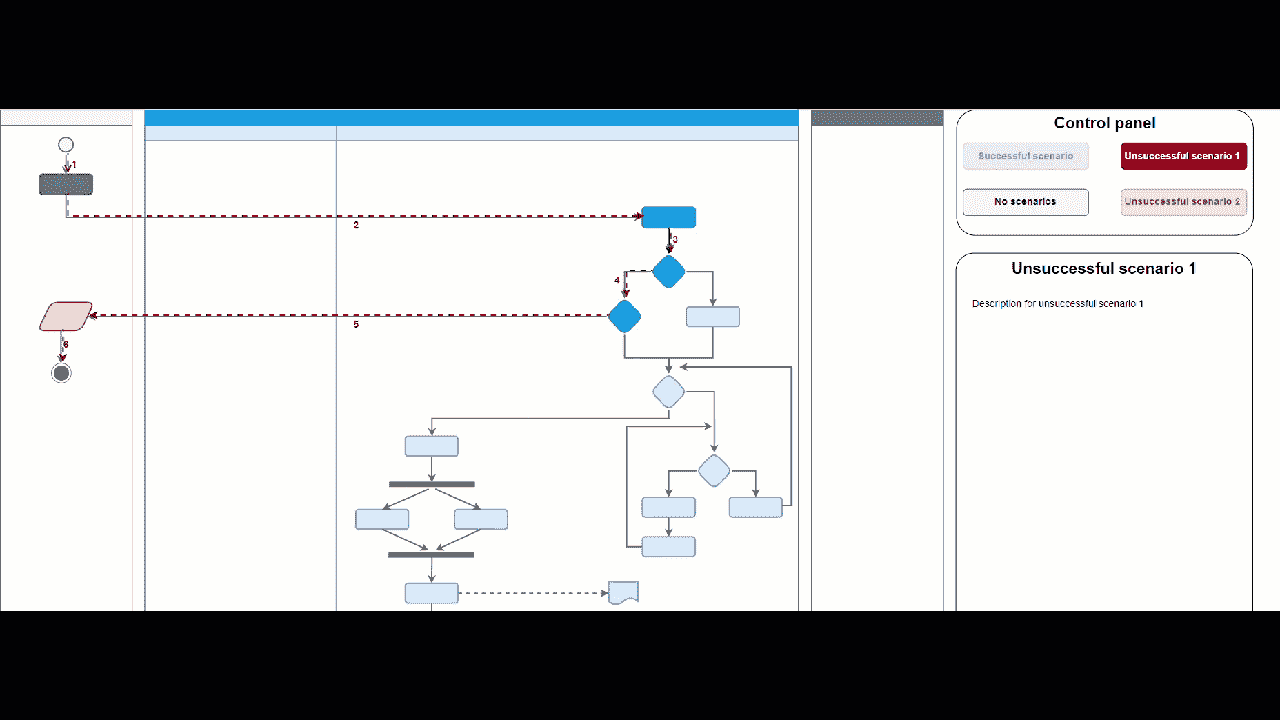 Control panel
Successful scenario
Unsuccessful scenario 1
No scenarios
Unsuccessful scenario 2
Unsuccessful scenario 1
Description for unsuccessful scenario 1
1
2
3
4
5
6